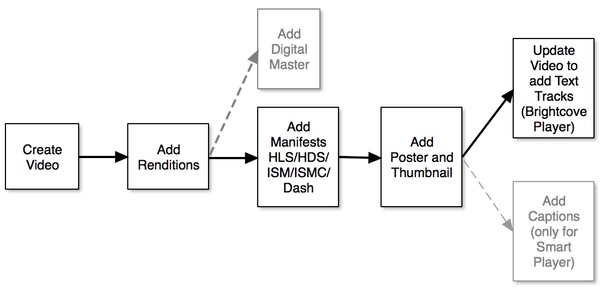 Create
Video
Add
Renditions
Add
Digital
Master
Add
Manifests
HLS/HDS/
ISM/ISMC/
Dash
Add
Poster and
Thumbnail
Update
Video to
add Text
Tracks
(Brightcove
Player)
Add
Captions
(only for
Smart
Player)